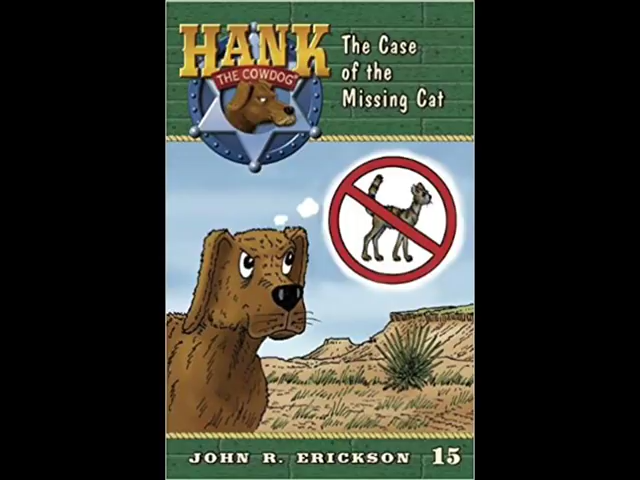 HANK
THE COWDOG®
The Case
of the
Missing Cat
JOHN R. ERICKSON 15